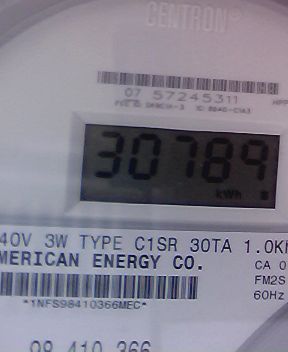 CENTRON®
07 57245311
30789
kWh
40V 3W TYPE C1SR 30TA 1.0K
MERICAN ENERGY CO.
CA 0
FM2S
60Hz
*1NFS98410366MEC*
98 410 366